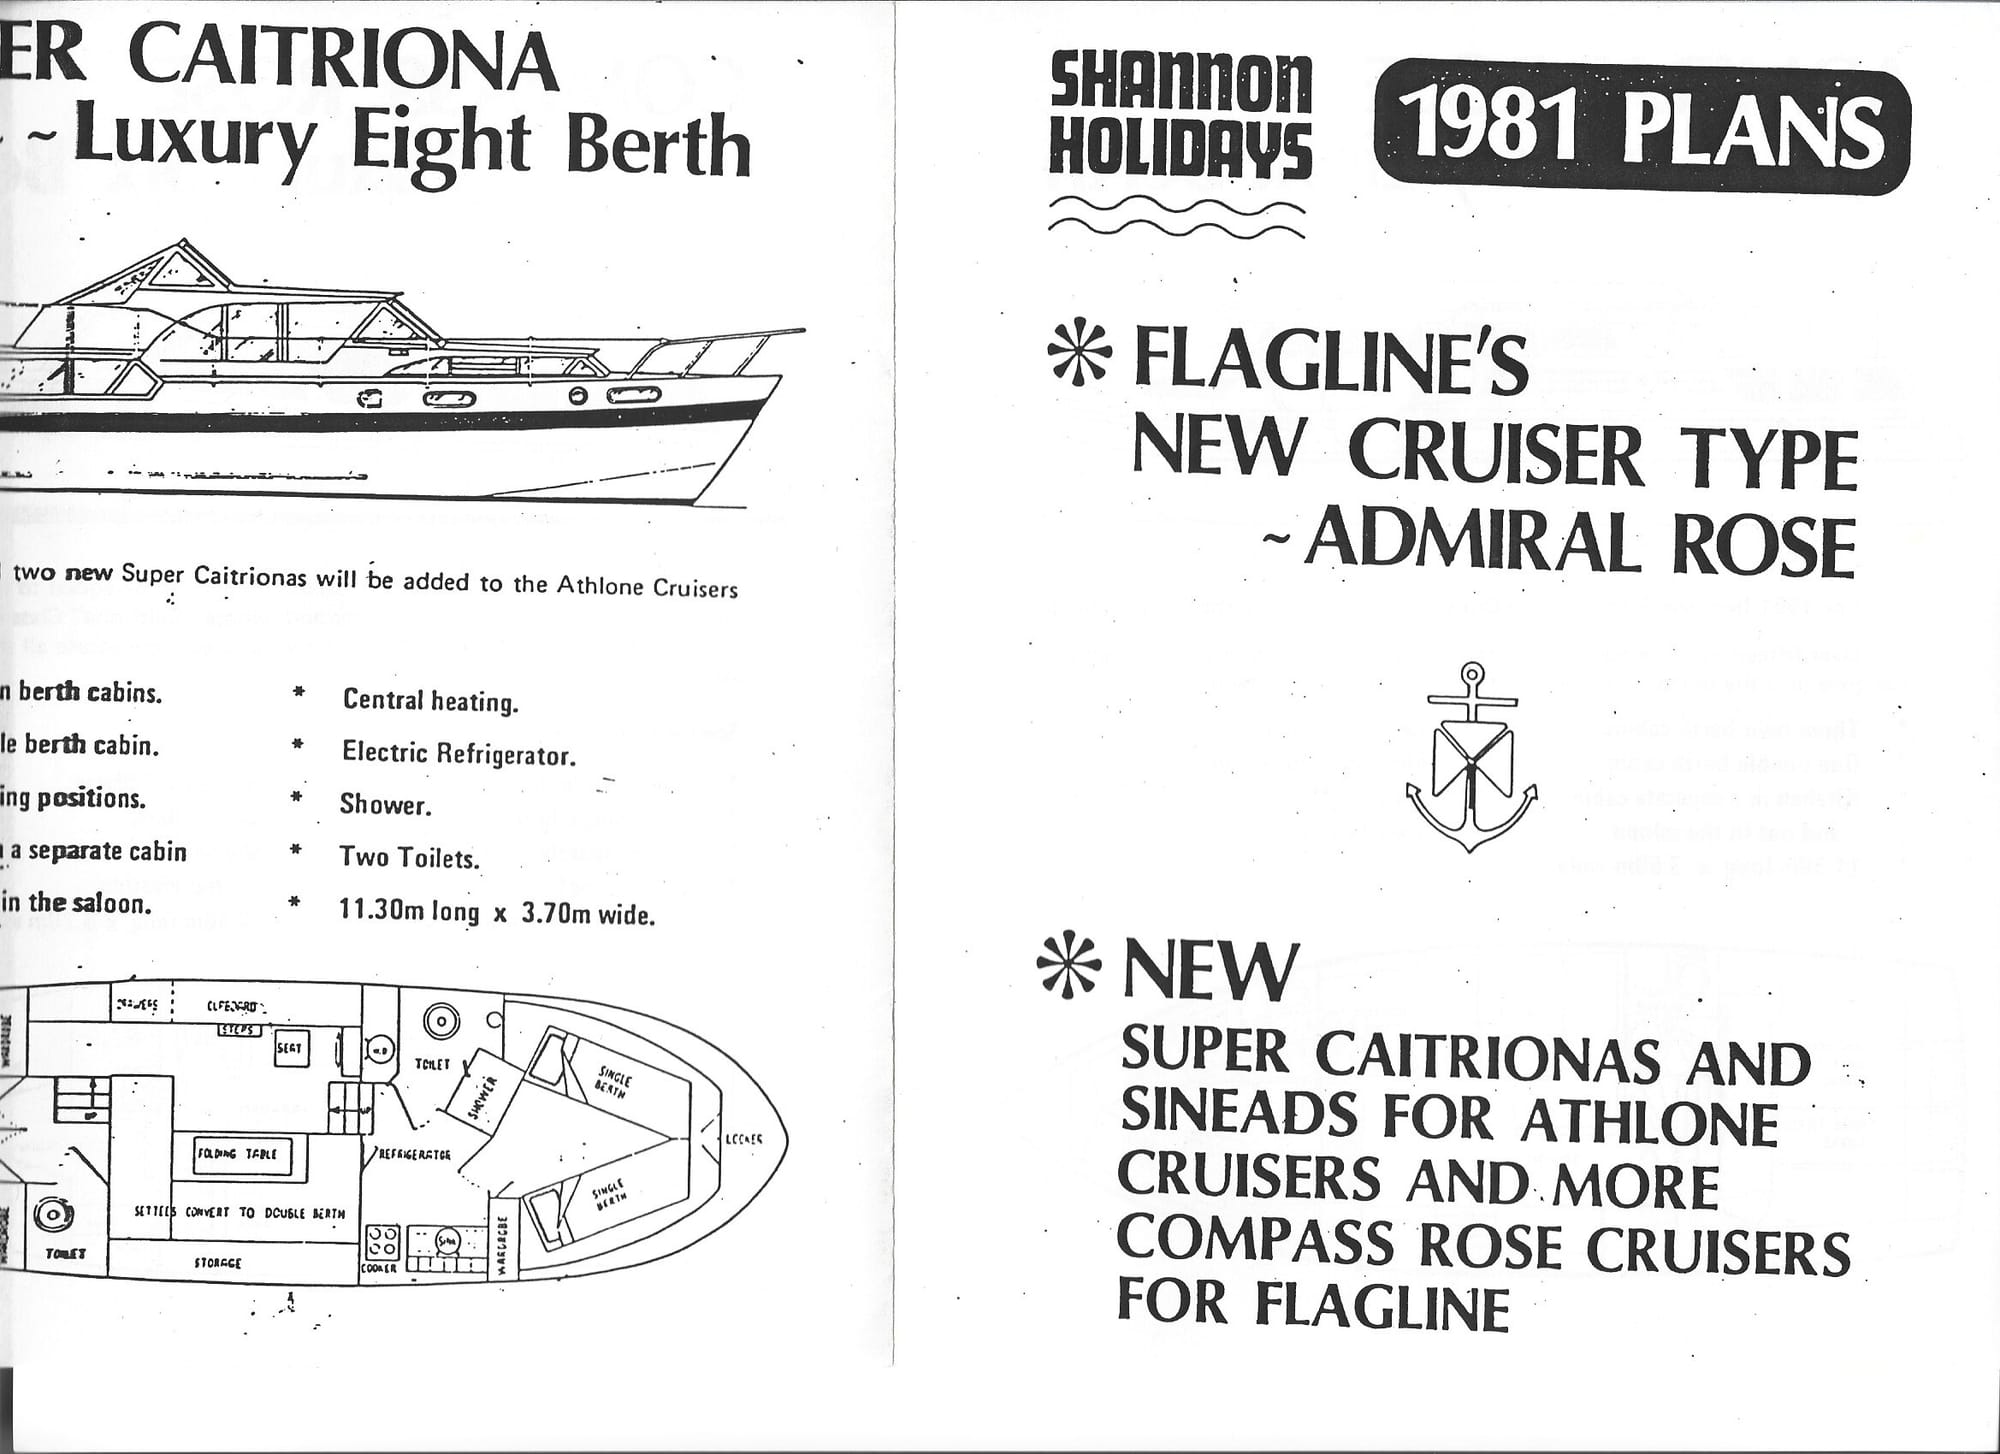 ER CAITRIONA
~Luxury Eight Berth
two new Super Caitrionas will be added to the Athlone Cruisers
n berth cabins.
le berth cabin.
ing positions.
a separate cabin
in the saloon.
* Central heating.
* Electric Refrigerator.
* Shower.
* Two Toilets.
* 11.30m long x 3.70m wide.
STEPS
SEAT
TOILET
SHOWER
SINGLE
BERTH
LOCKER
UP
UP
FOLDING TABLE
REFRIGERATOR
SINGLE
BERTH
SETTEES CONVERT TO DOUBLE BERTH
TOILET
STORAGE
COOKER
SINK
WARDROBE
SHANNON
HOLIDAYS
1981 PLANS
FLAGLINE'S
NEW CRUISER TYPE
~ADMIRAL ROSE
NEW
SUPER CAITRIONAS AND
SINEADS FOR ATHLONE
CRUISERS AND MORE
COMPASS ROSE CRUISERS
FOR FLAGLINE